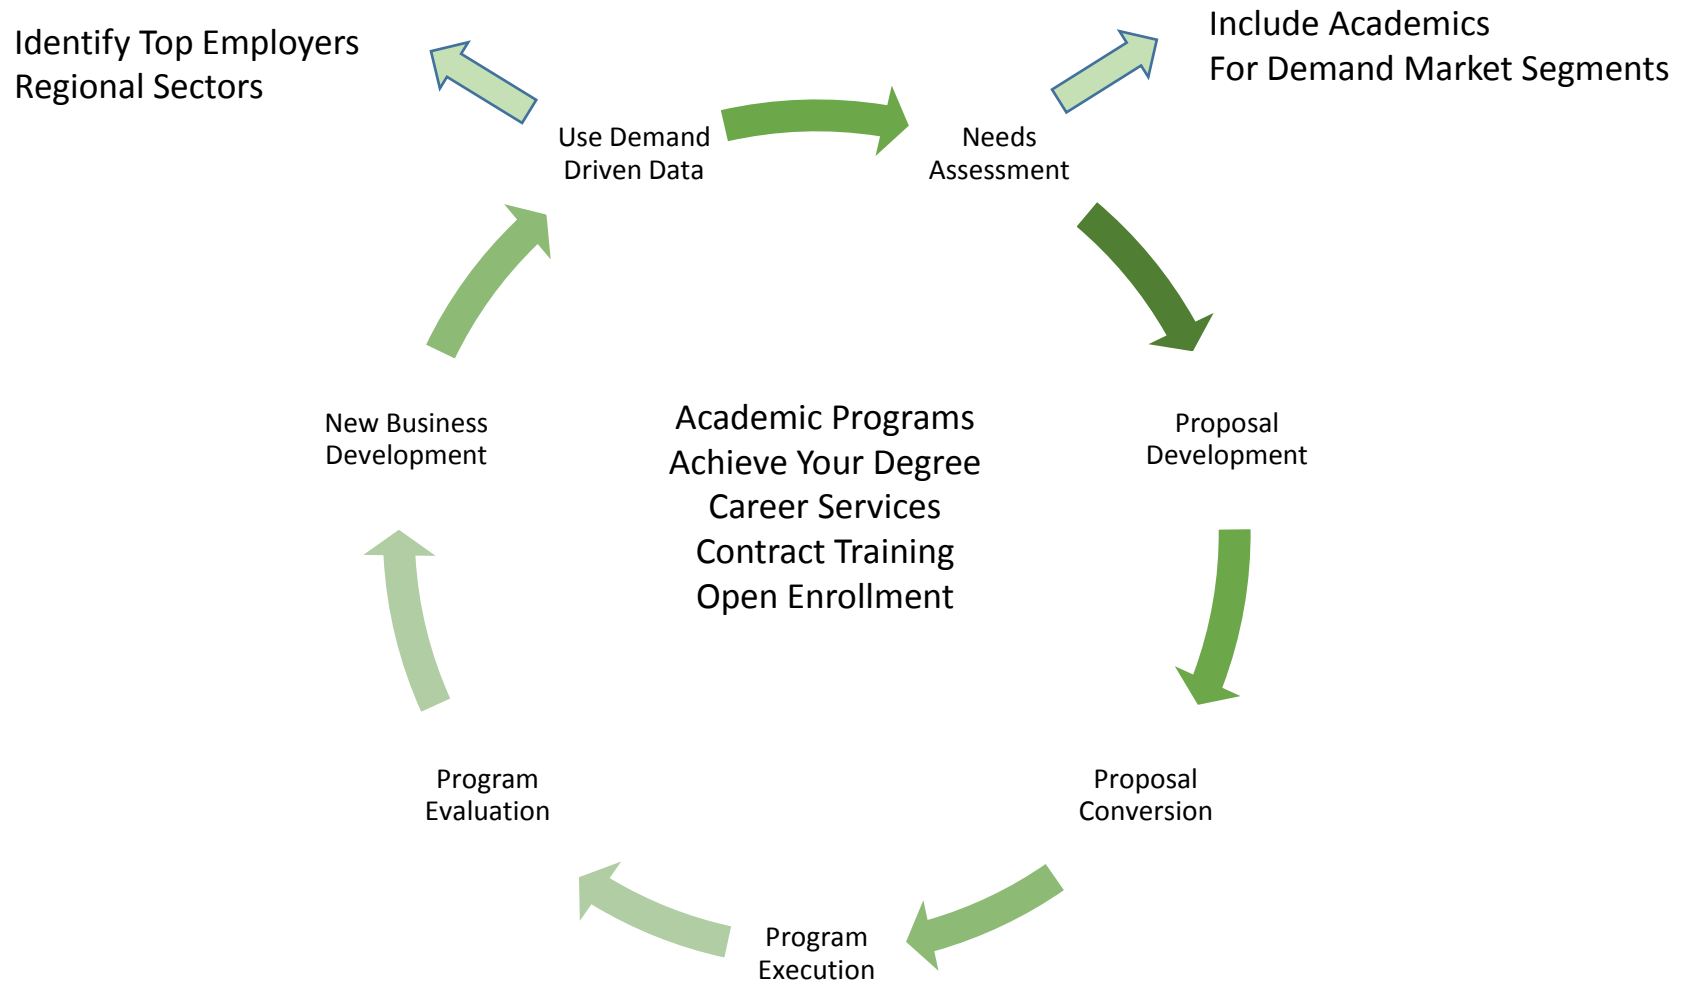 Identify Top Employers
Regional Sectors
Include Academics
For Demand Market Segments
Use Demand
Driven Data
Needs
Assessment
Proposal
Development
Proposal
Conversion
Program
Execution
Program
Evaluation
New Business
Development
Academic Programs
Achieve Your Degree
Career Services
Contract Training
Open Enrollment